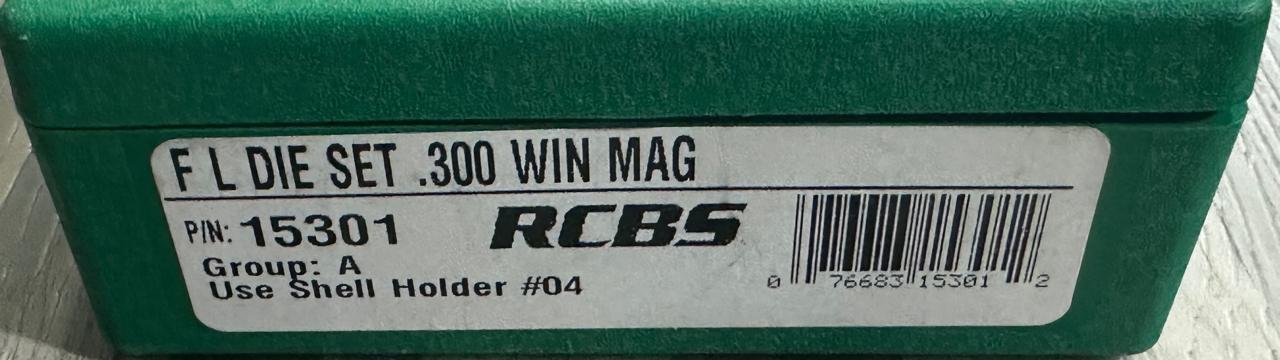 F L DIE SET .300 WIN MAG
P/N: 15301
RCBS
Group: A
Use Shell Holder #04
0 76683 15301 2